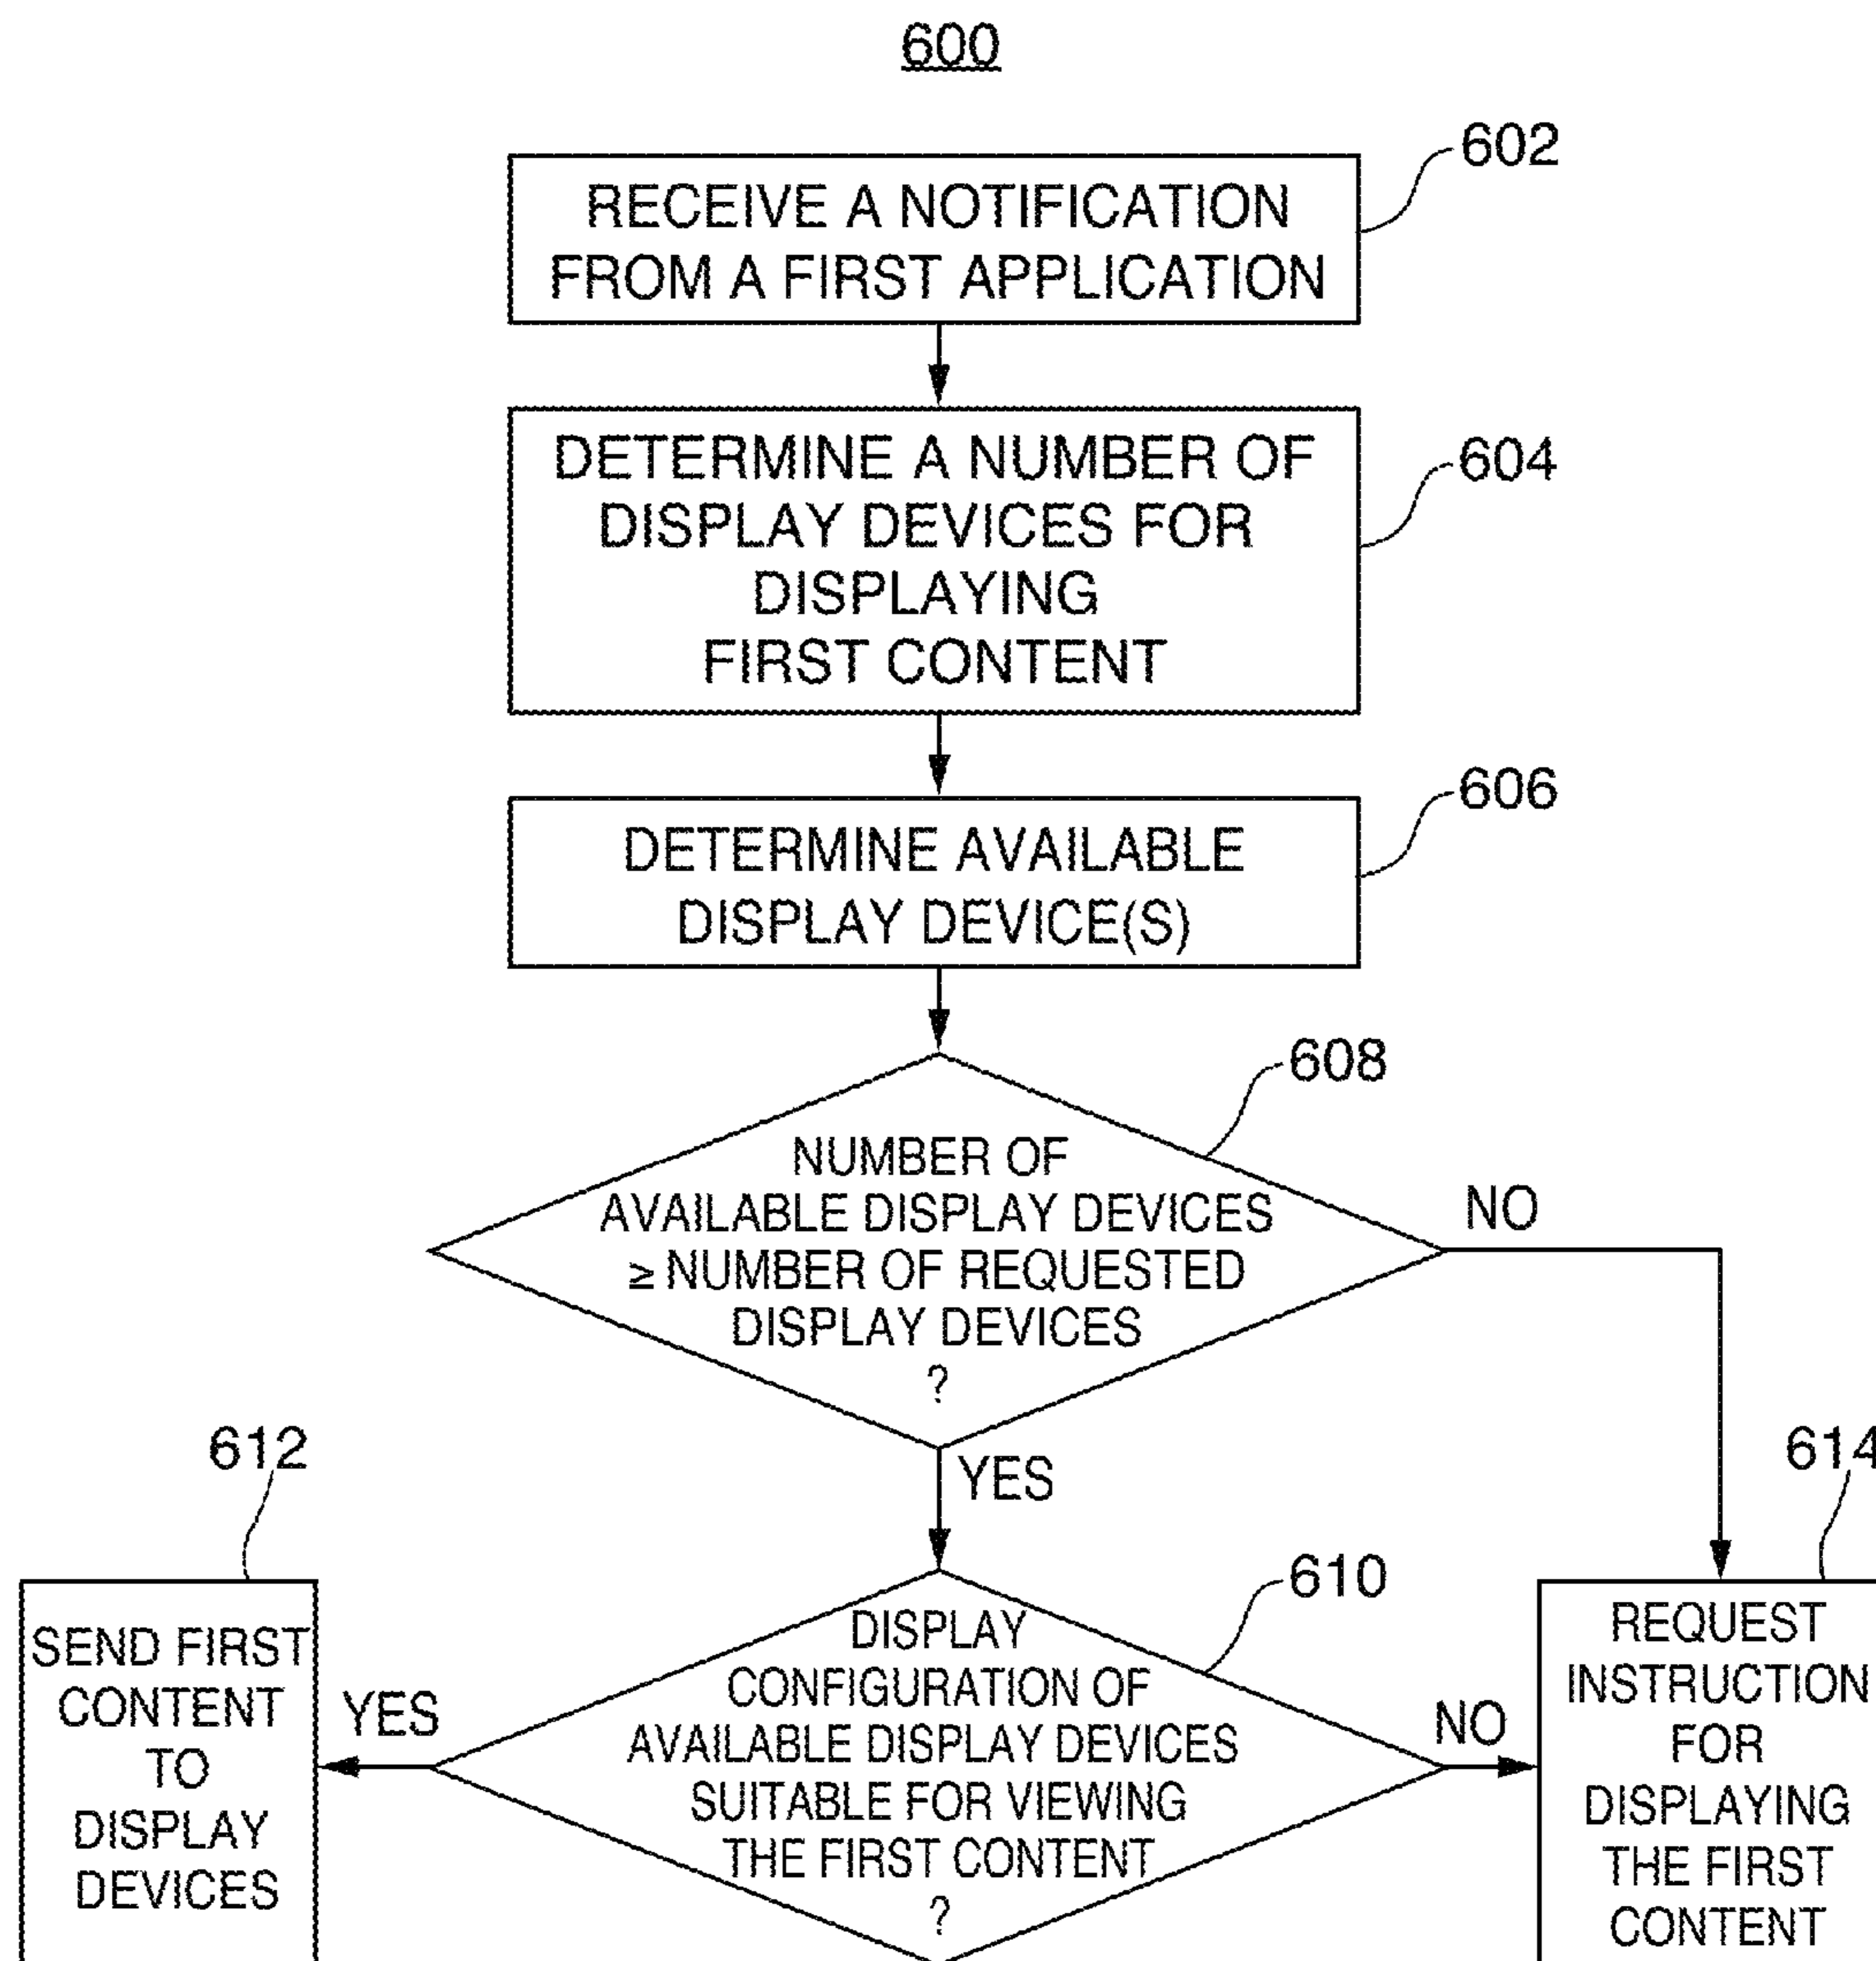 600
602
RECEIVE A NOTIFICATION
FROM A FIRST APPLICATION
604
DETERMINE A NUMBER OF
DISPLAY DEVICES FOR
DISPLAYING
FIRST CONTENT
606
DETERMINE AVAILABLE
DISPLAY DEVICE(S)
608
NUMBER OF
AVAILABLE DISPLAY DEVICES
≥ NUMBER OF REQUESTED
DISPLAY DEVICES
?
NO
YES
610
DISPLAY
CONFIGURATION OF
AVAILABLE DISPLAY DEVICES
SUITABLE FOR VIEWING
THE FIRST CONTENT
?
YES
NO
612
SEND FIRST
CONTENT
TO
DISPLAY
DEVICES
614
REQUEST
INSTRUCTION
FOR
DISPLAYING
THE FIRST
CONTENT